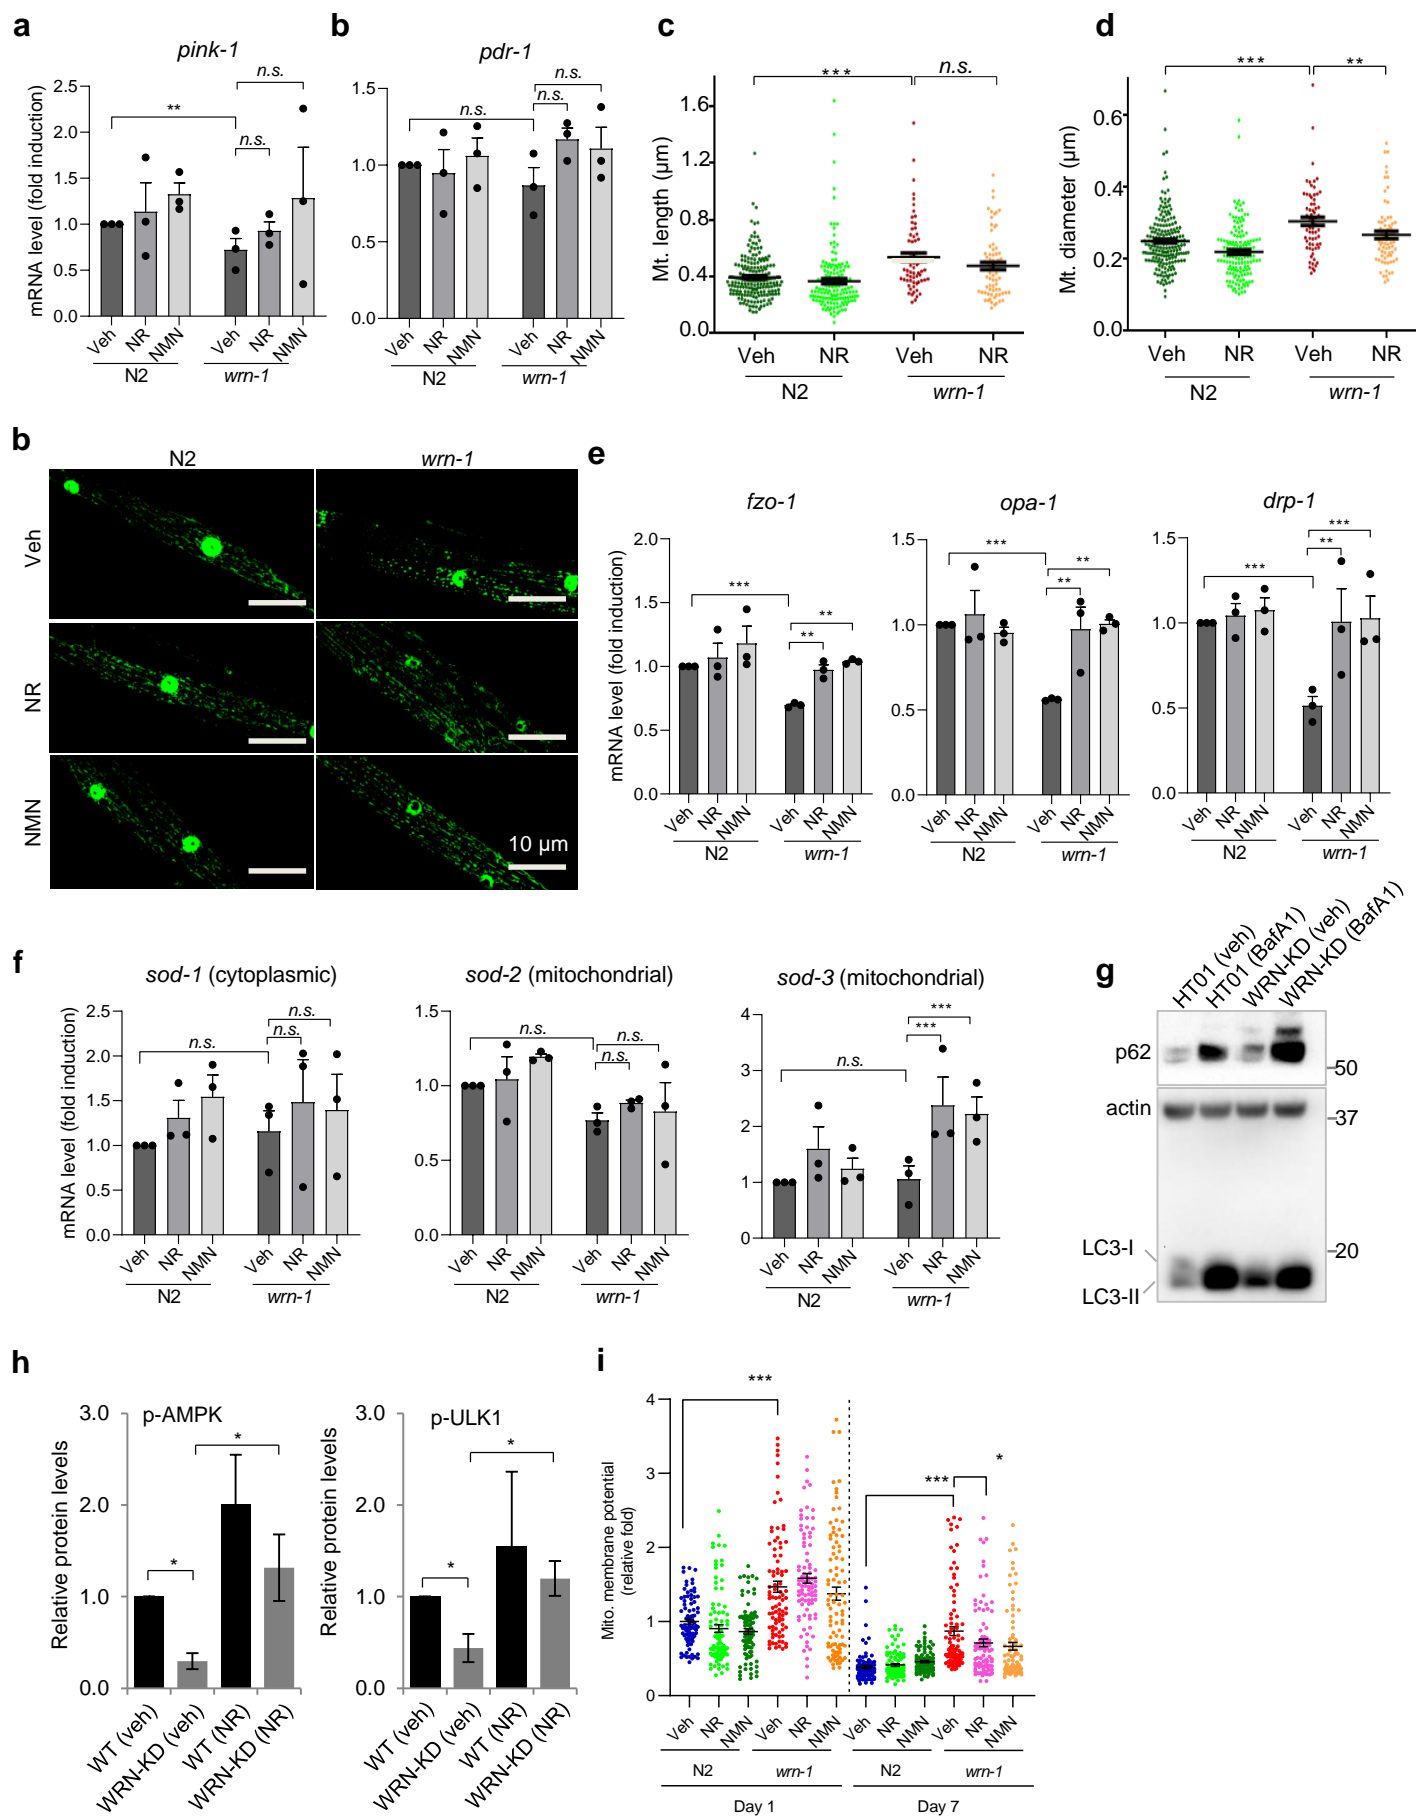 a
pink-1
mRNA level (fold induction)
2.5
2.0
1.5
1.0
0.5
0.0
**
n.s.
n.s.
Veh
NR
NMN
Veh
NR
NMN
N2
wrn-1
b
pdr-1
1.5
1.0
0.5
0.0
n.s.
n.s.
n.s.
Veh
NR
NMN
Veh
NR
NMN
N2
wrn-1
c
Mt. length (μm)
1.6
1.2
0.8
0.4
0.0
***
n.s.
Veh
NR
Veh
NR
N2
wrn-1
d
Mt. diameter (μm)
0.6
0.4
0.2
0.0
***
**
Veh
NR
Veh
NR
N2
wrn-1
b
N2
wrn-1
Veh
NR
NMN
10 μm
e
fzo-1
mRNA level (fold induction)
2.0
1.5
1.0
0.5
0.0
***
**
**
Veh
NR
NMN
Veh
NR
NMN
N2
wrn-1
opa-1
1.5
1.0
0.5
0.0
***
**
**
Veh
NR
NMN
Veh
NR
NMN
N2
wrn-1
drp-1
1.5
1.0
0.5
0.0
***
**
***
Veh
NR
NMN
Veh
NR
NMN
N2
wrn-1
f
sod-1 (cytoplasmic)
mRNA level (fold induction)
2.5
2.0
1.5
1.0
0.5
0.0
n.s.
n.s.
n.s.
Veh
NR
NMN
Veh
NR
NMN
N2
wrn-1
sod-2 (mitochondrial)
1.5
1.0
0.5
0.0
n.s.
n.s.
n.s.
Veh
NR
NMN
Veh
NR
NMN
N2
wrn-1
sod-3 (mitochondrial)
4
3
2
1
0
n.s.
***
***
Veh
NR
NMN
Veh
NR
NMN
N2
wrn-1
g
HT01 (veh)
HT01 (BafA1)
WRN-KD (veh)
WRN-KD (BafA1)
p62
50
actin
37
20
LC3-I
LC3-II
h
p-AMPK
Relative protein levels
3.0
2.0
1.0
0.0
*
*
WT (veh)
WRN-KD (veh)
WT (NR)
WRN-KD (NR)
p-ULK1
Relative protein levels
3.0
2.0
1.0
0.0
*
*
WT (veh)
WRN-KD (veh)
WT (NR)
WRN-KD (NR)
i
Mito. membrane potential
(relative fold)
4
3
2
1
0
***
***
*
Veh
NR
NMN
Veh
NR
NMN
Veh
NR
NMN
Veh
NR
NMN
N2
wrn-1
N2
wrn-1
Day 1
Day 7